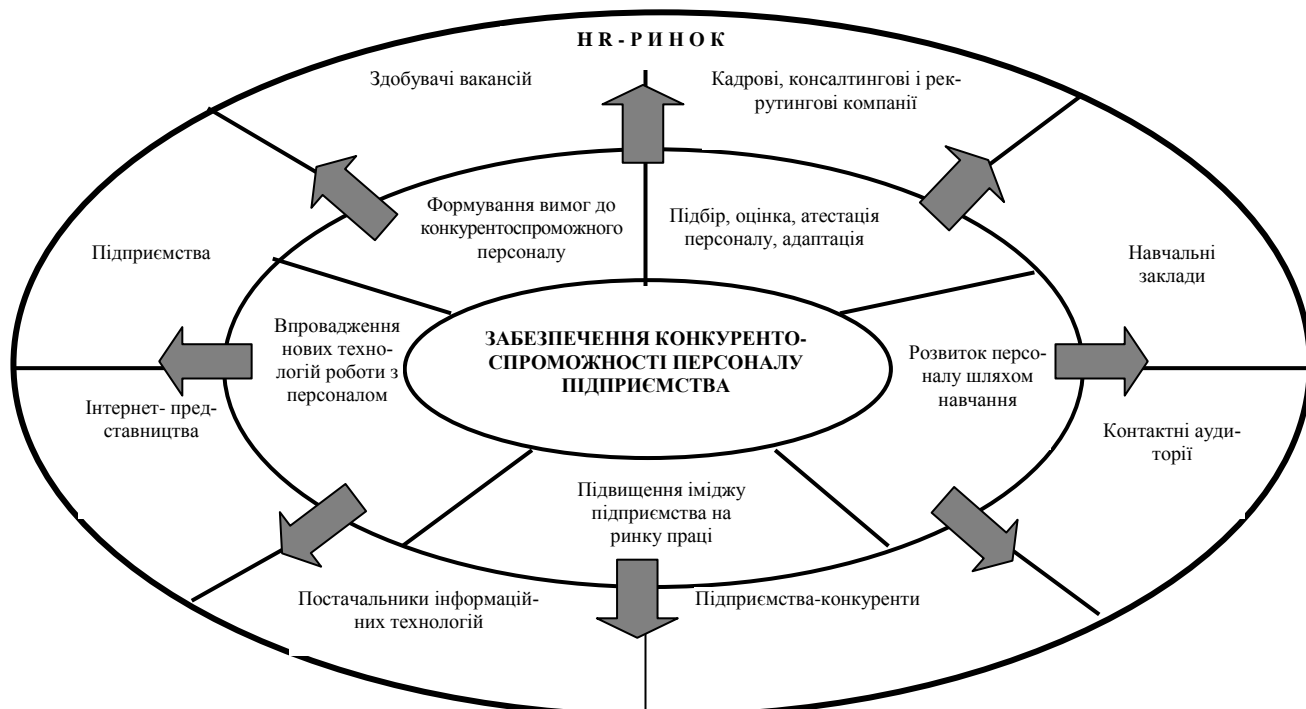 HR-РИНОК
Здобувачі вакансій
Кадрові, консалтингові і рек-
рутингові компанії
Формування вимог до
конкурентоспроможного
персоналу
Підбір, оцінка, атестація
персоналу, адаптація
Підприємства
Навчальні
заклади
Впровадження
нових техно-
логій роботи з
персоналом
ЗАБЕЗПЕЧЕННЯ КОНКУРЕНТО-
СПРОМОЖНОСТІ ПЕРСОНАЛУ
ПІДПРИЄМСТВА
Розвиток персо-
налу шляхом
навчання
Інтернет- пред-
ставництва
Контактні ауди-
торії
Підвищення іміджу
підприємства на
ринку праці
Постачальники інформацій-
них технологій
Підприємства-конкуренти